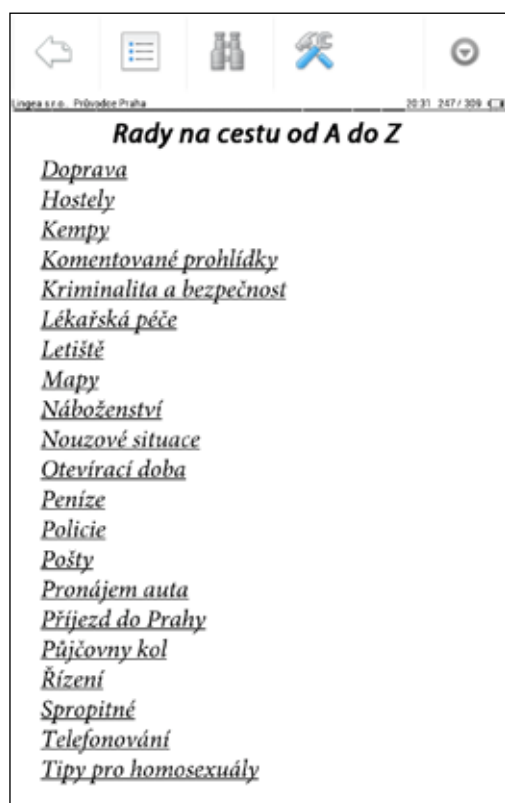 Lingea s.r.o.. Průvodce Praha 20:31 247 / 309
Rady na cestu od A do Z
Doprava
Hostely
Kempy
Komentované prohlídky
Kriminalita a bezpečnost
Lékařská péče
Letiště
Mapy
Náboženství
Nouzové situace
Otevírací doba
Peníze
Policie
Pošty
Pronájem auta
Příjezd do Prahy
Půjčovny kol
Řízení
Spropitné
Telefonování
Tipy pro homosexuály